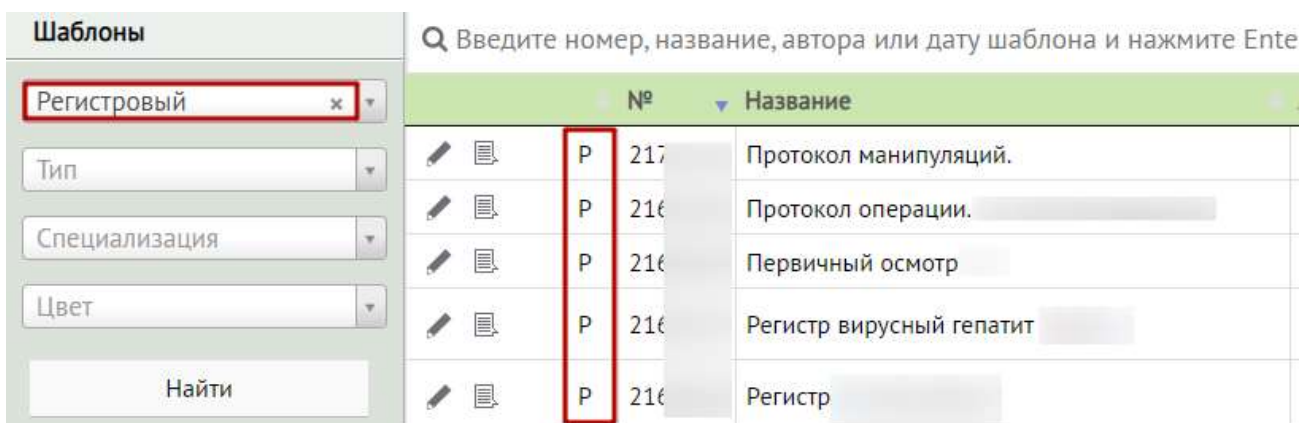 Шаблоны
Введите номер, название, автора или дату шаблона и нажмите Ente
Регистровый ×
№ Название
Тип
Специализация
Цвет
Найти
Р 217 Протокол манипуляций.
Р 216 Протокол операции.
Р 216 Первичный осмотр
Р 216 Регистр вирусный гепатит
Р 216 Регистр